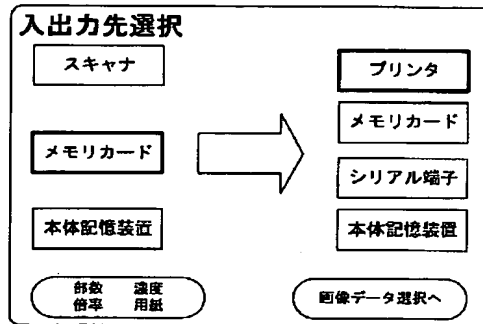 入出力先選択
スキャナ
メモリカード
本体記憶装置
プリンタ
メモリカード
シリアル端子
本体記憶装置
部数 濃度
倍率 用紙
画像データ選択へ